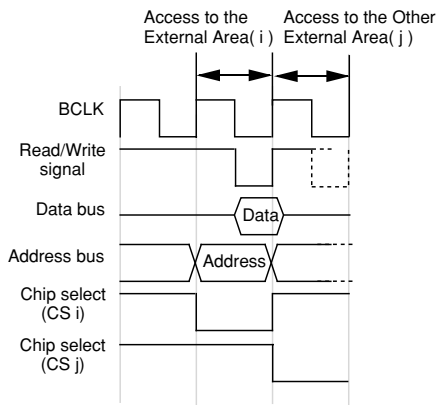 Access to the
External Area( i )
Access to the Other
External Area( j )
BCLK
Read/Write
signal
Data bus
Data
Address bus
Address
Chip select
(CS i)
Chip select
(CS j)